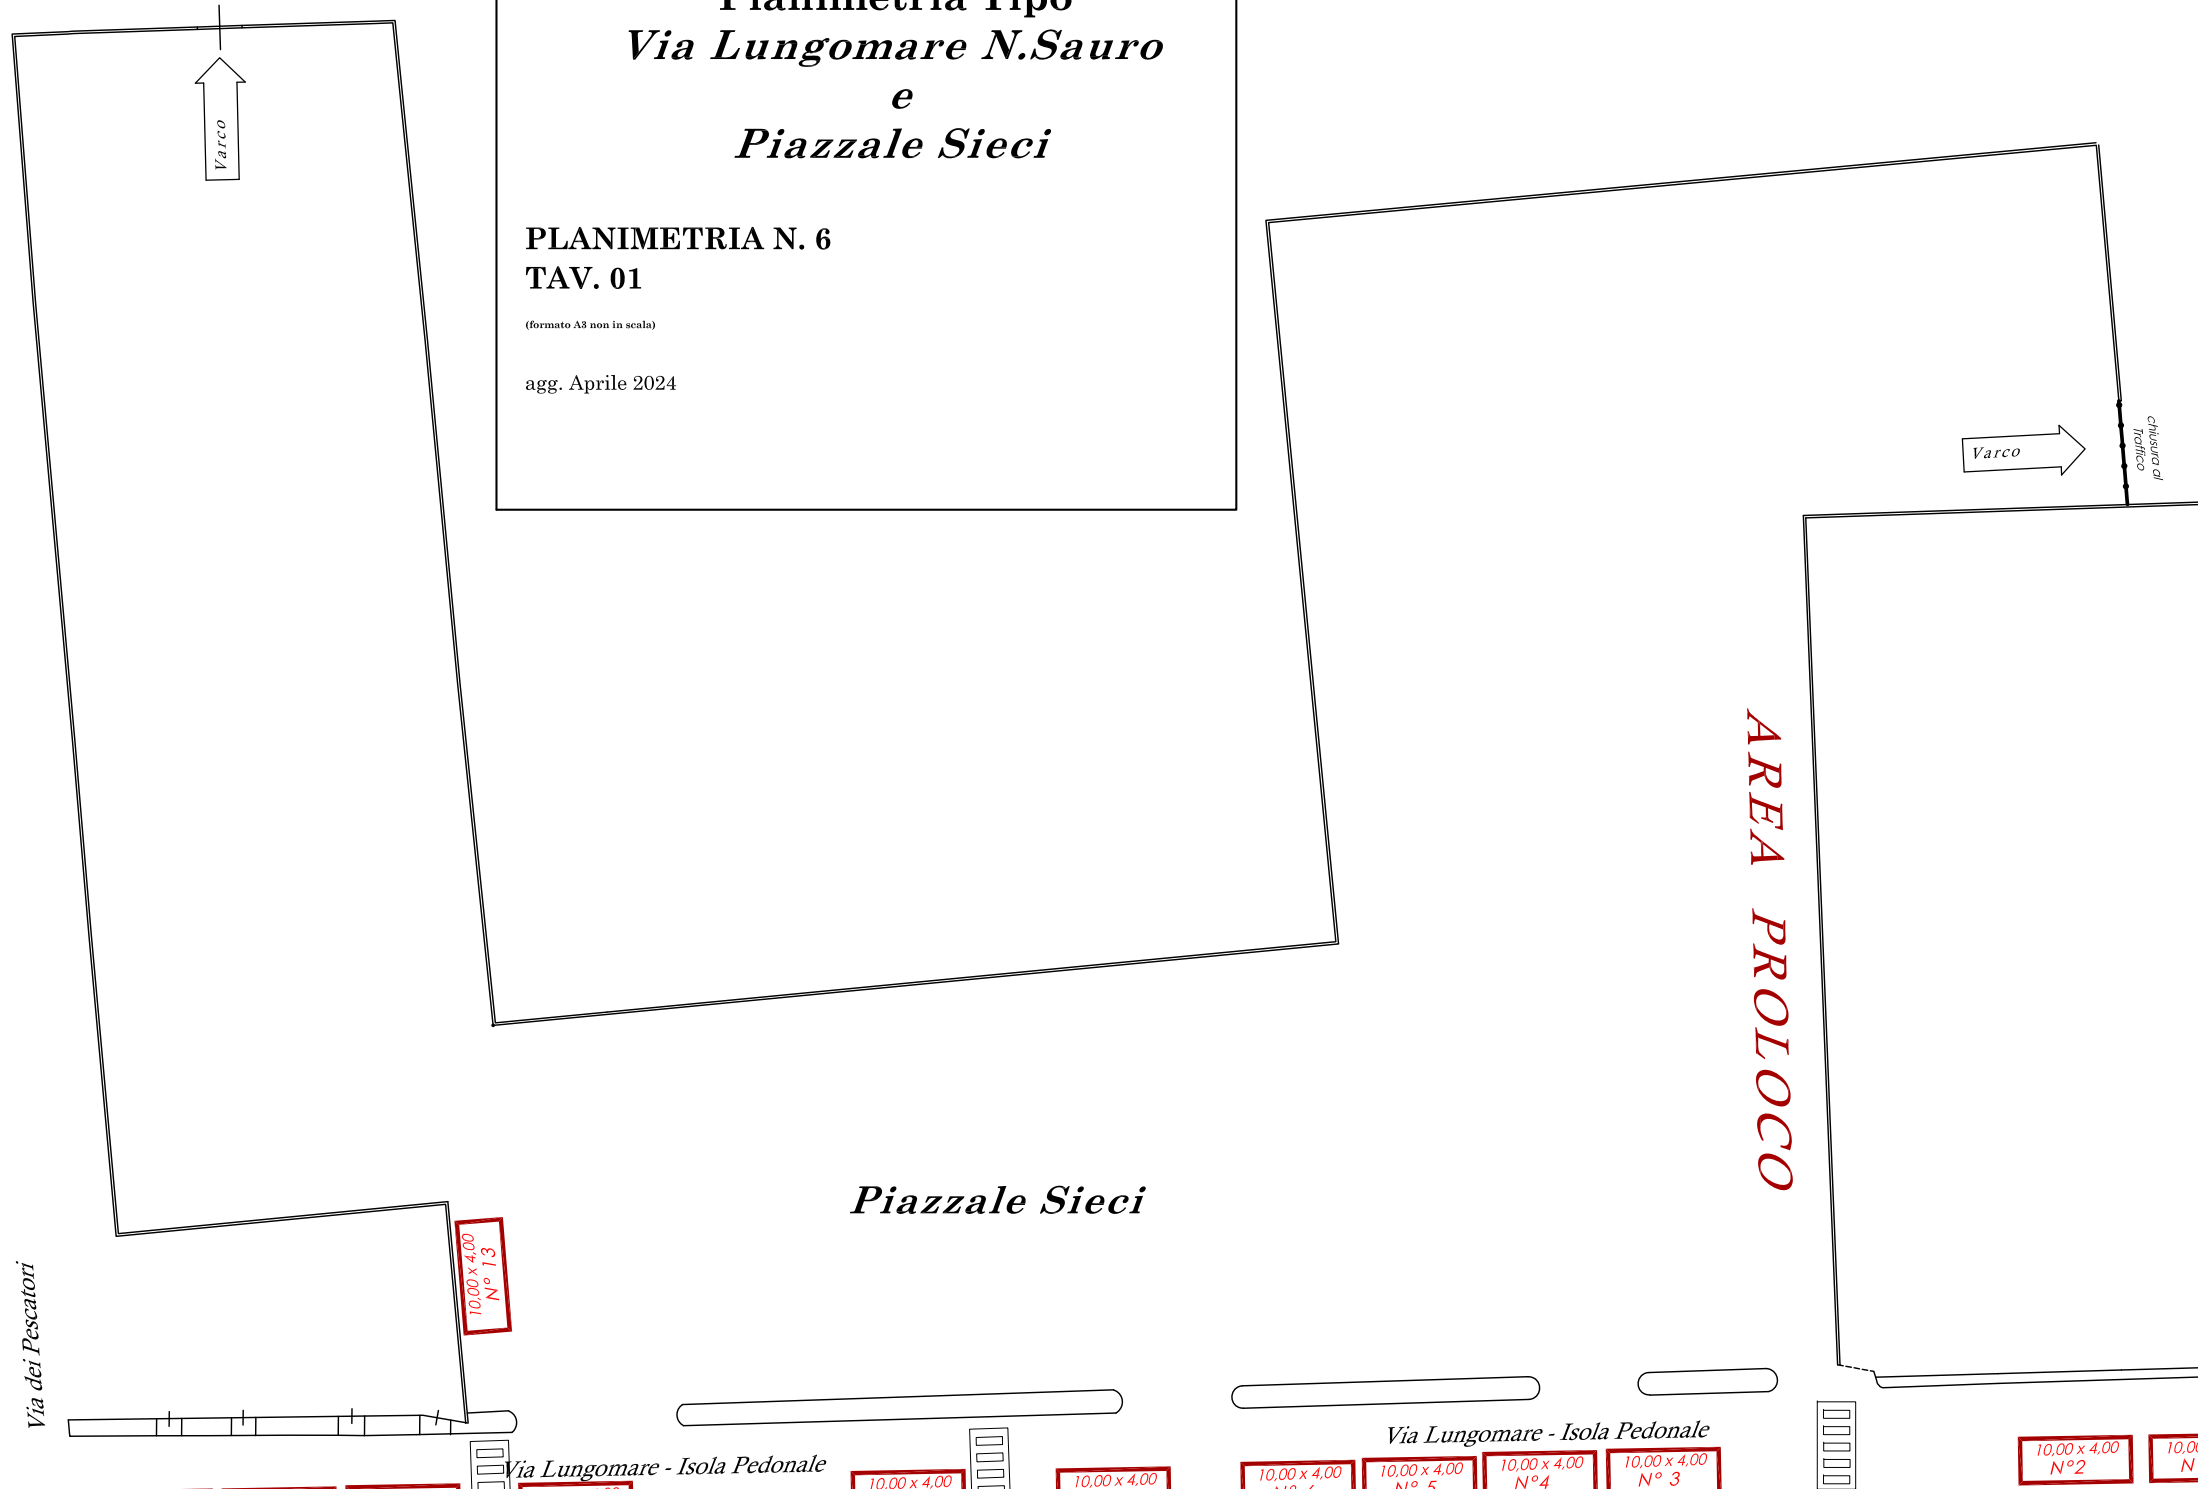 Planimetria Tipo
Via Lungomare N.Sauro
e
Piazzale Sieci
PLANIMETRIA N. 6
TAV. 01
(formato A3 non in scala)
agg. Aprile 2024
Varco
Varco
chiusura al
Traffico
AREA PROLOCO
Piazzale Sieci
10,00 x 4,00
N° 13
Via dei Pescatori
Via Lungomare - Isola Pedonale
Via Lungomare - Isola Pedonale
10,00 x 4,00
10,00 x 4,00
10,00 x 4,00
10,00 x 4,00
N° 5
10,00 x 4,00
N°4
10,00 x 4,00
N° 3
10,00 x 4,00
N°2